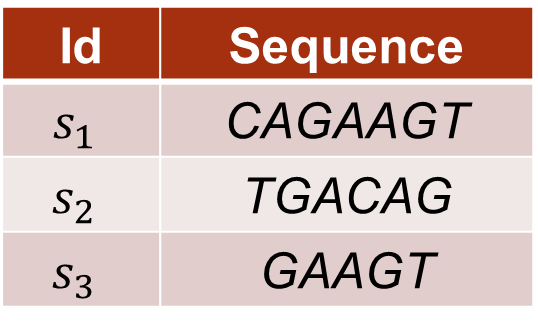 Id Sequence
s1 CAGAAGT
s2 TGACAG
s3 GAAGT